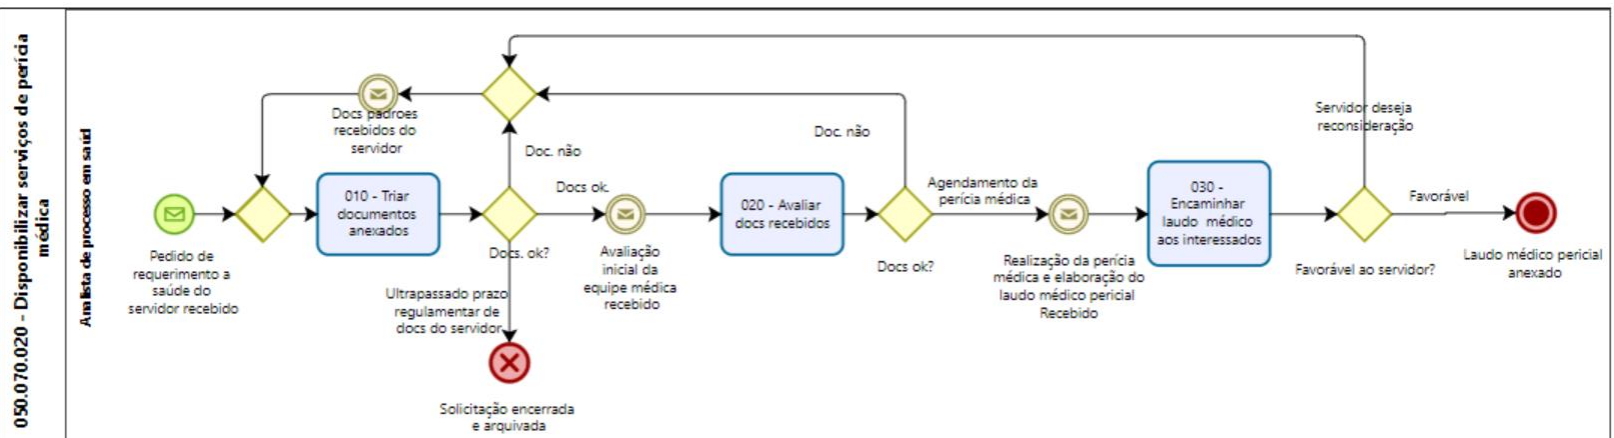 050.070.020 - Disponibilizar serviços de perícia
médica
Analista de processo em saúd
Docs padroes
recebidos do
servidor
Doc. não
Doc. não
Servidor deseja
reconsideração
Pedido de
requerimento a
saúde do
servidor recebido
010 - Triar
documentos
anexados
Docs ok.
Docs. ok?
Ultrapassado prazo
regulamentar de
docs do servidor
Solicitação encerrada
e arquivada
Avaliação
inicial da
equipe médica
recebido
020 - Avaliar
docs recebidos
Docs ok?
Agendamento da
perícia médica
Realização da perícia
médica e elaboração do
laudo médico pericial
Recebido
030 -
Encaminhar
laudo médico
aos interessados
Favorável ao servidor?
Favorável
Laudo médico pericial
anexado